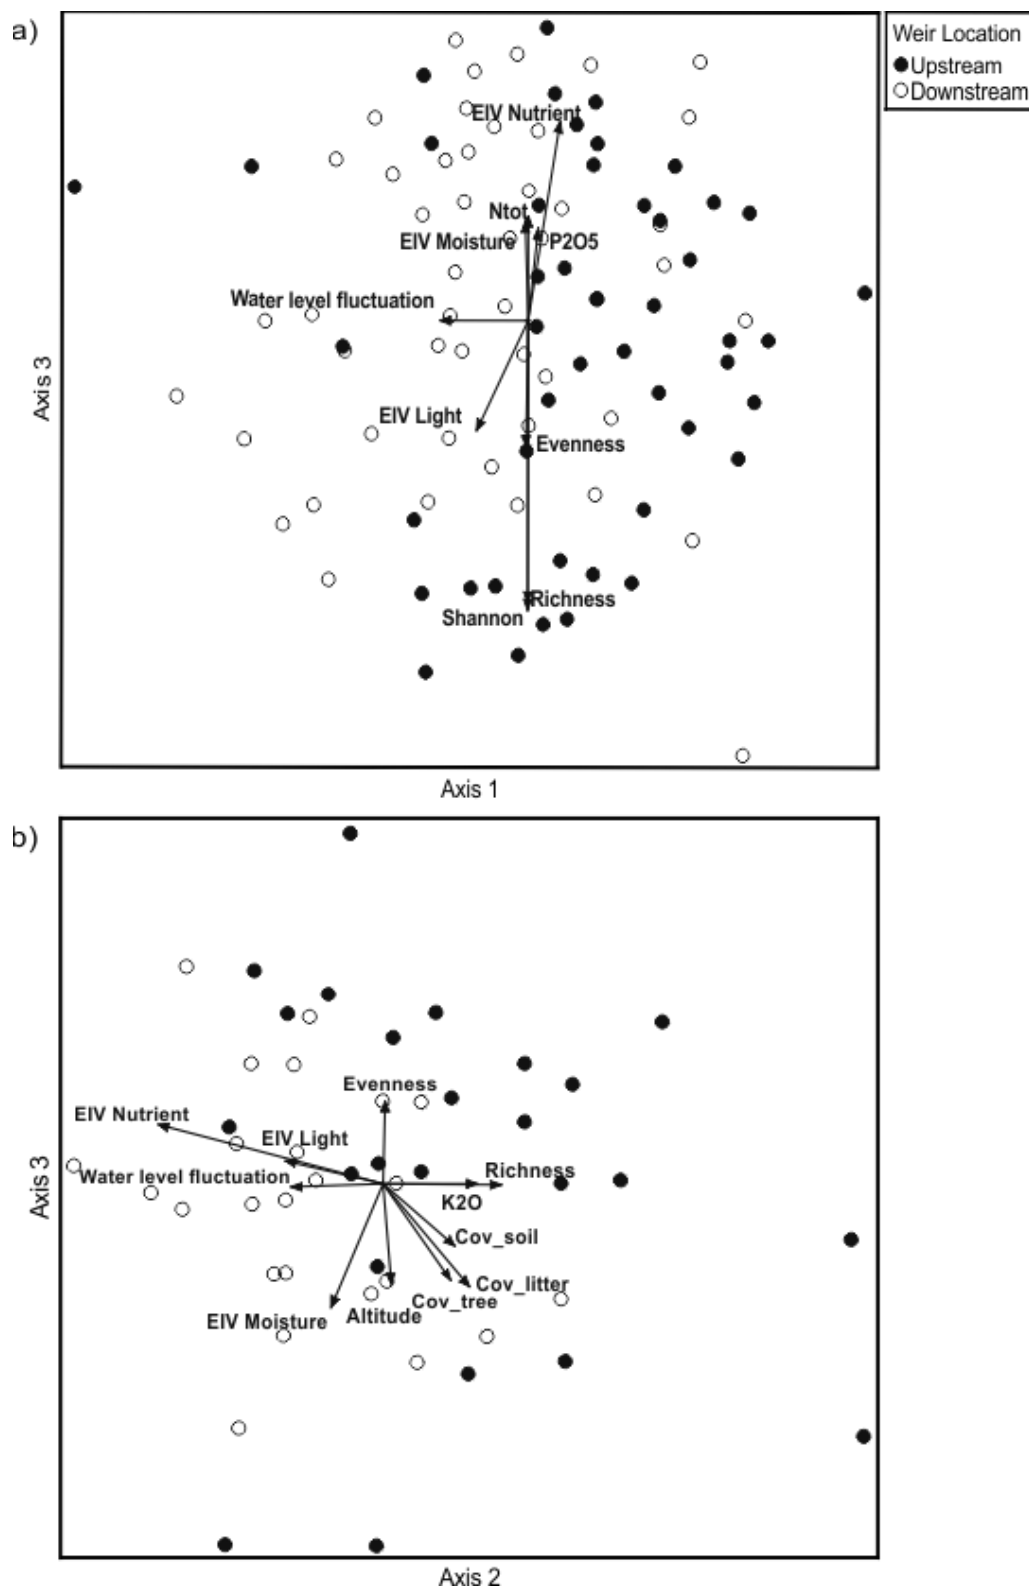 a)
Weir Location
Upstream
Downstream
EIV Nutrient
Ntot
EIV Moisture
P2O5
Water level fluctuation
EIV Light
Evenness
Richness
Shannon
Axis 3
Axis 1
b)
Evenness
EIV Nutrient
EIV Light
Water level fluctuation
Richness
K2O
Cov_soil
Cov_litter
Cov_tree
Altitude
EIV Moisture
Axis 3
Axis 2